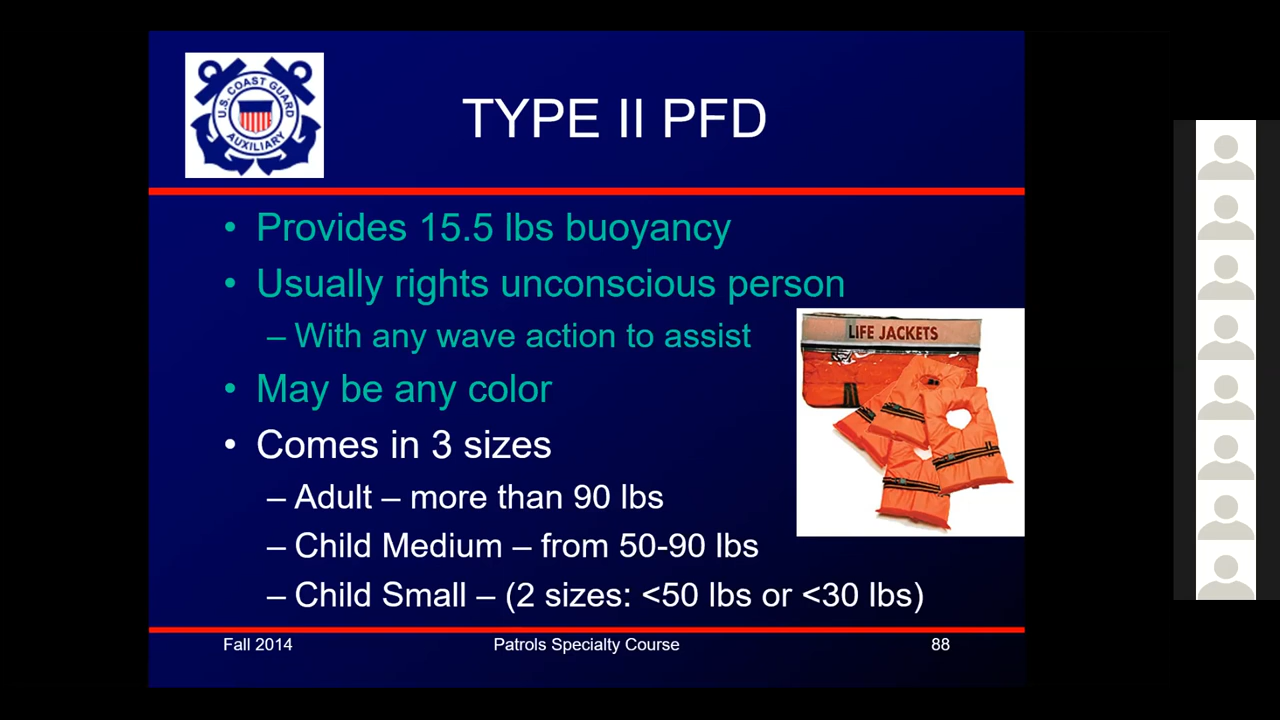 U.S. COAST GUARD
AUXILIARY
TYPE II PFD
• Provides 15.5 lbs buoyancy
• Usually rights unconscious person
– With any wave action to assist
LIFE JACKETS
• May be any color
• Comes in 3 sizes
– Adult – more than 90 lbs
– Child Medium – from 50-90 lbs
– Child Small – (2 sizes: <50 lbs or <30 lbs)
Fall 2014
Patrols Specialty Course
88